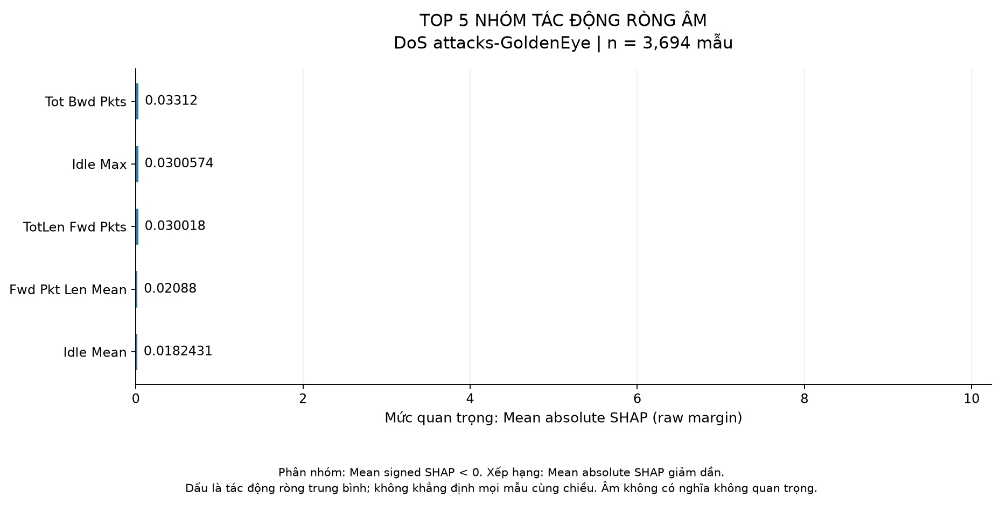 TOP 5 NHÓM TÁC ĐỘNG RÒNG ÂM
DoS attacks-GoldenEye | n = 3,694 mẫu
Tot Bwd Pkts 0.03312
Idle Max 0.0300574
TotLen Fwd Pkts 0.030018
Fwd Pkt Len Mean 0.02088
Idle Mean 0.0182431
0 2 4 6 8 10
Mức quan trọng: Mean absolute SHAP (raw margin)
Phân nhóm: Mean signed SHAP < 0. Xếp hạng: Mean absolute SHAP giảm dần.
Dấu là tác động ròng trung bình; không khẳng định mọi mẫu cùng chiều. Âm không có nghĩa không quan trọng.